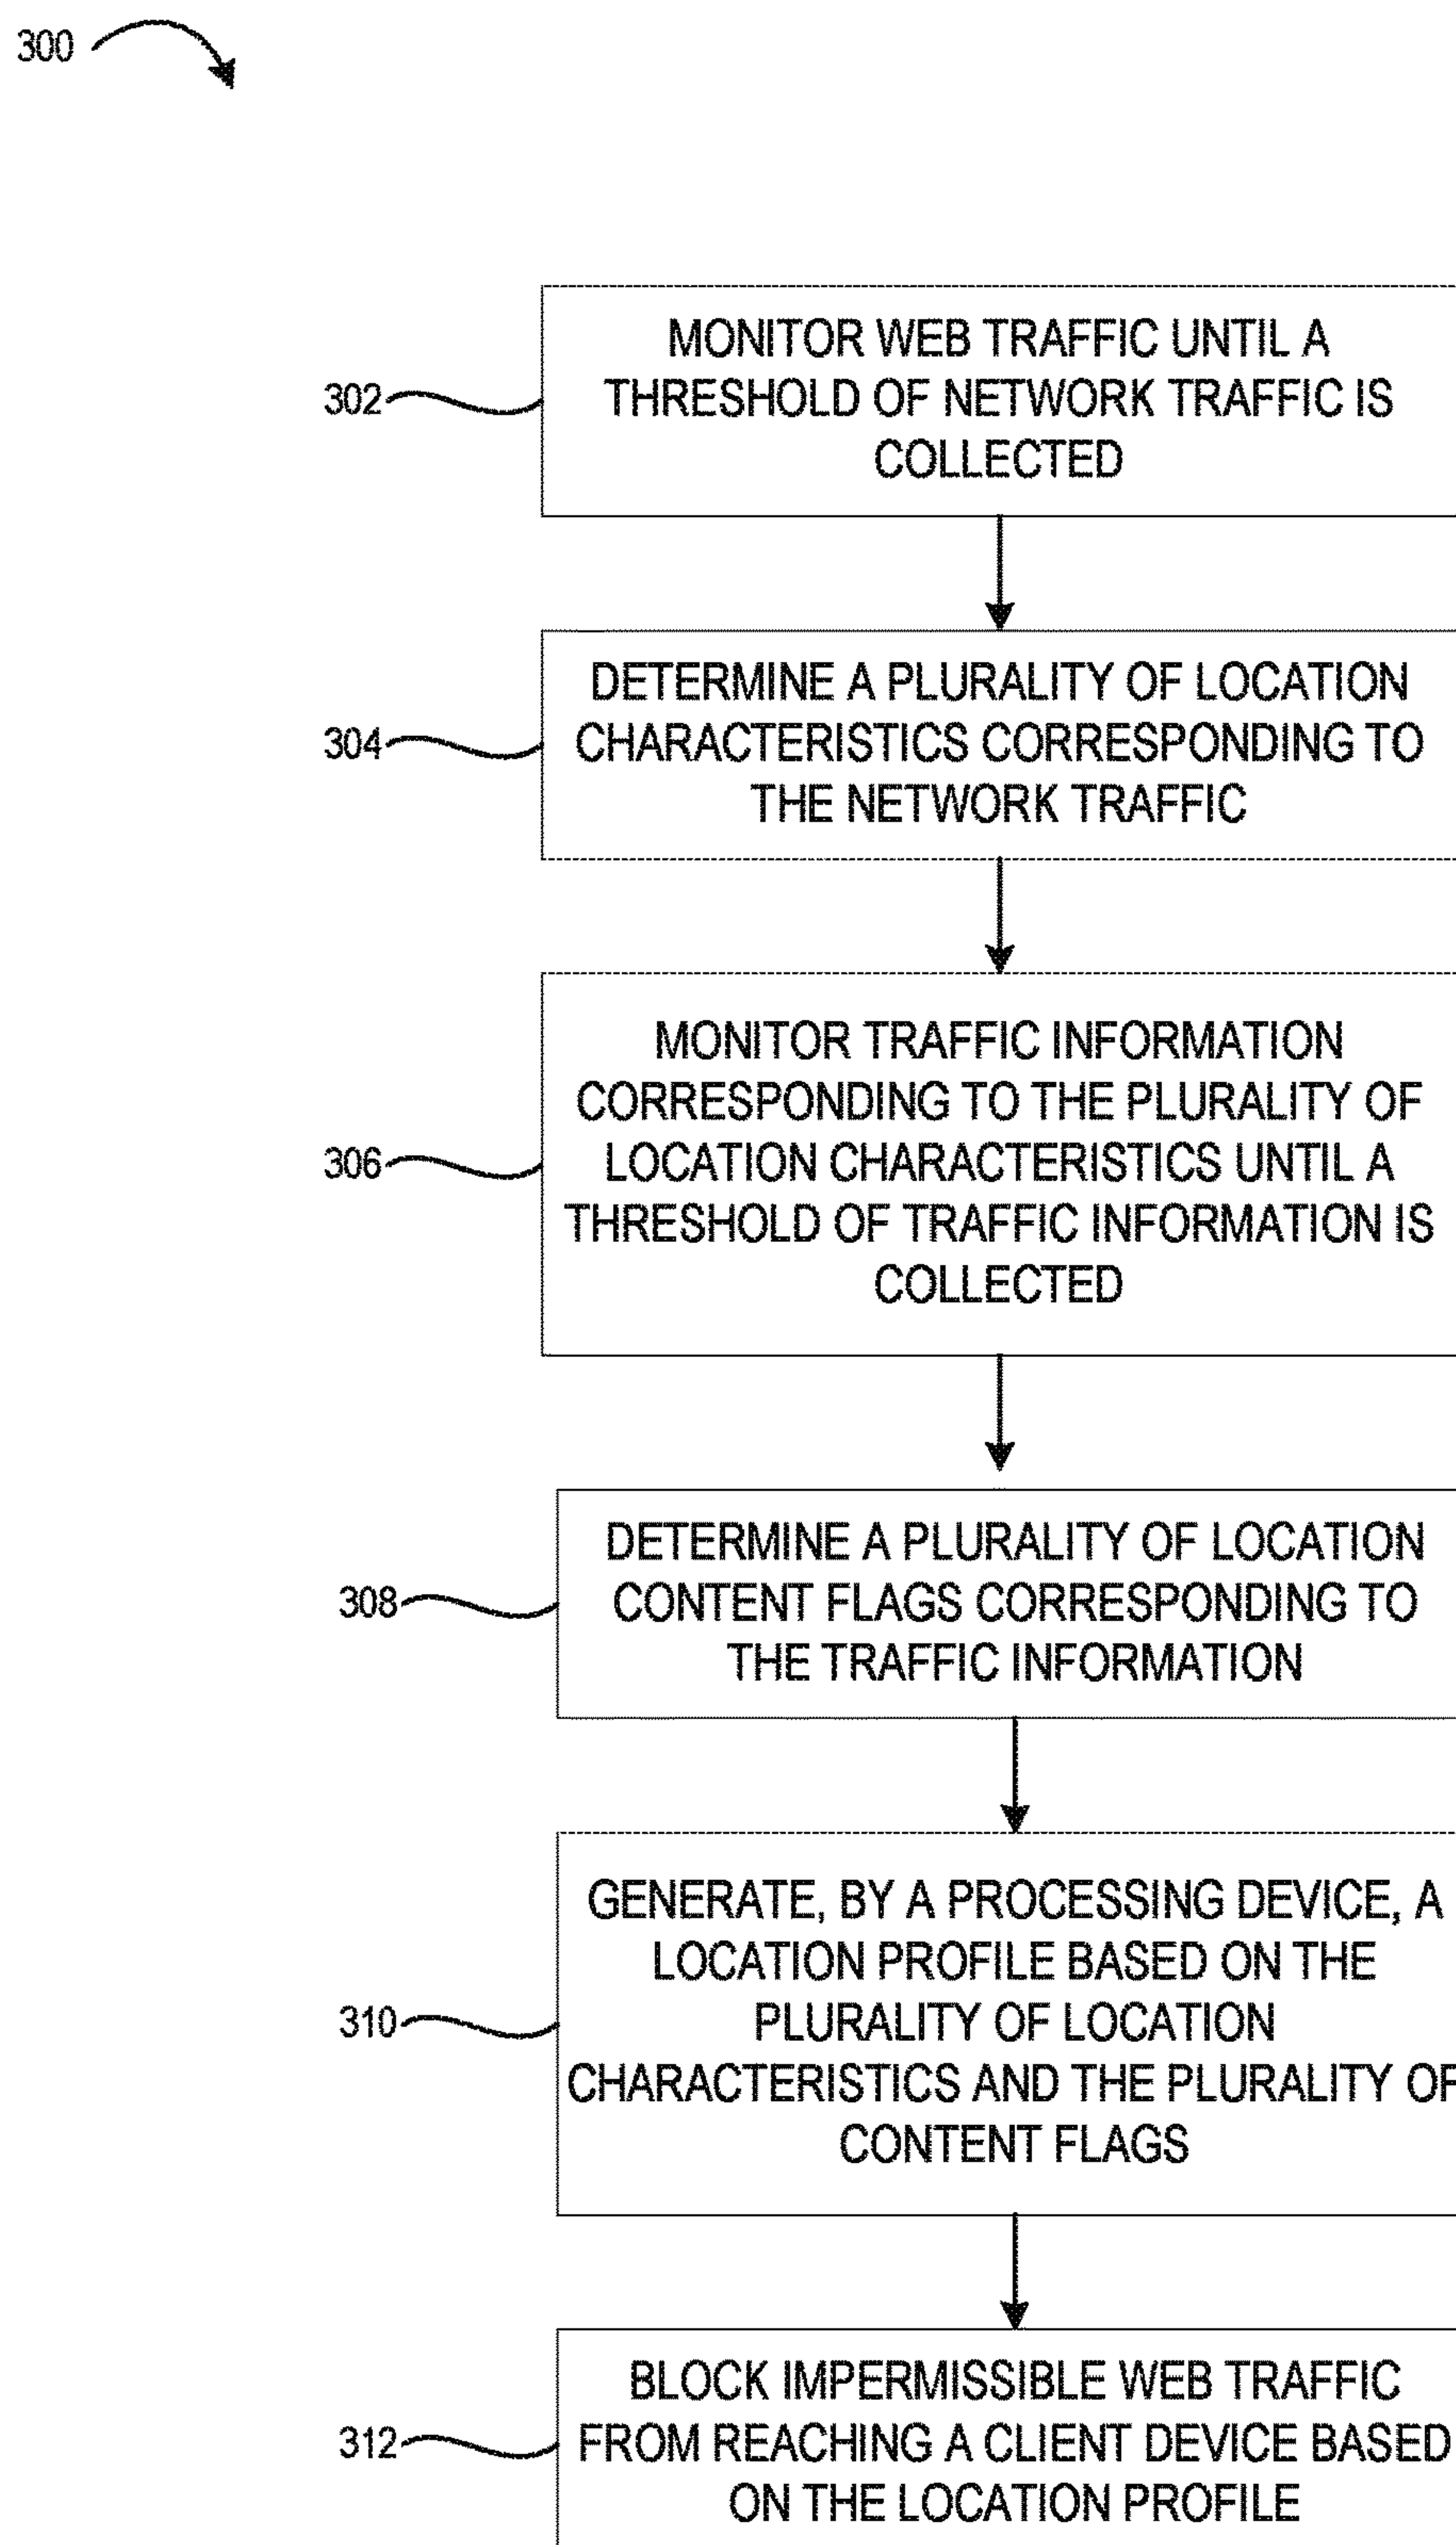 300
302
MONITOR WEB TRAFFIC UNTIL A
THRESHOLD OF NETWORK TRAFFIC IS
COLLECTED
304
DETERMINE A PLURALITY OF LOCATION
CHARACTERISTICS CORRESPONDING TO
THE NETWORK TRAFFIC
306
MONITOR TRAFFIC INFORMATION
CORRESPONDING TO THE PLURALITY OF
LOCATION CHARACTERISTICS UNTIL A
THRESHOLD OF TRAFFIC INFORMATION IS
COLLECTED
308
DETERMINE A PLURALITY OF LOCATION
CONTENT FLAGS CORRESPONDING TO
THE TRAFFIC INFORMATION
310
GENERATE, BY A PROCESSING DEVICE, A
LOCATION PROFILE BASED ON THE
PLURALITY OF LOCATION
CHARACTERISTICS AND THE PLURALITY OF
CONTENT FLAGS
312
BLOCK IMPERMISSIBLE WEB TRAFFIC
FROM REACHING A CLIENT DEVICE BASED
ON THE LOCATION PROFILE